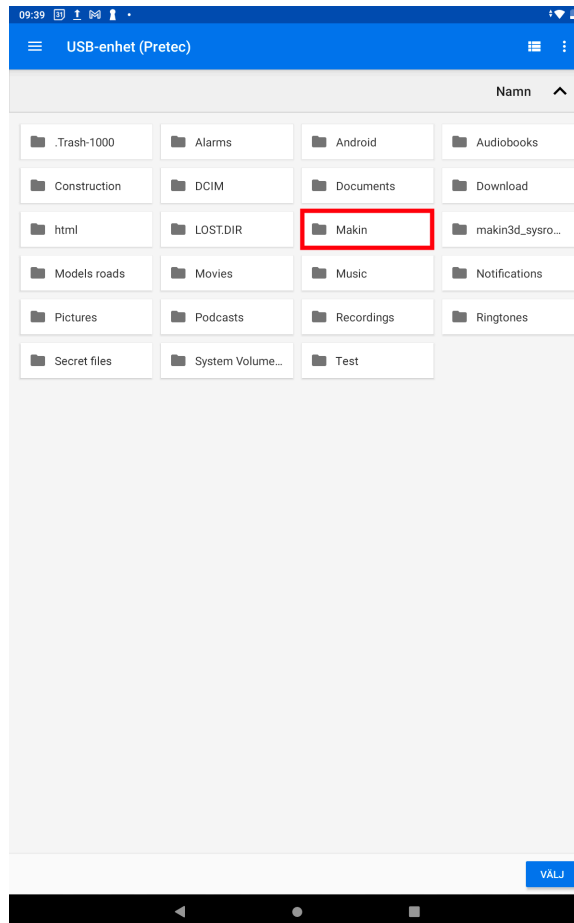 09:39 31
USB-enhet (Pretec)
Namn
.Trash-1000 Alarms Android Audiobooks
Construction DCIM Documents Download
html LOST.DIR Makin makin3d_sysro...
Models roads Movies Music Notifications
Pictures Podcasts Recordings Ringtones
Secret files System Volume... Test
VÄLJ